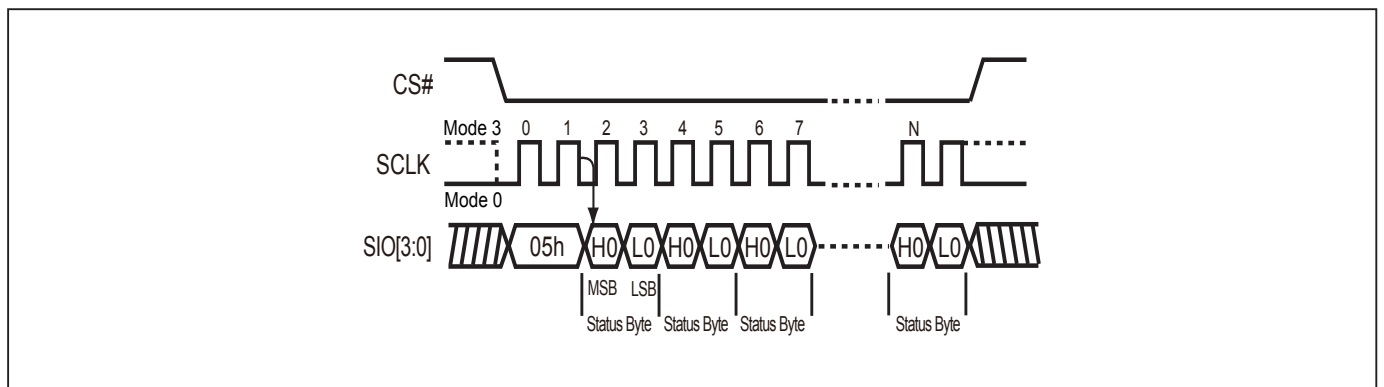 CS#
Mode 3 0 1 2 3 4 5 6 7 N
SCLK
Mode 0
SIO[3:0] 05h H0 L0 H0 L0 H0 L0 H0 L0
MSB LSB
Status Byte Status Byte Status Byte Status Byte